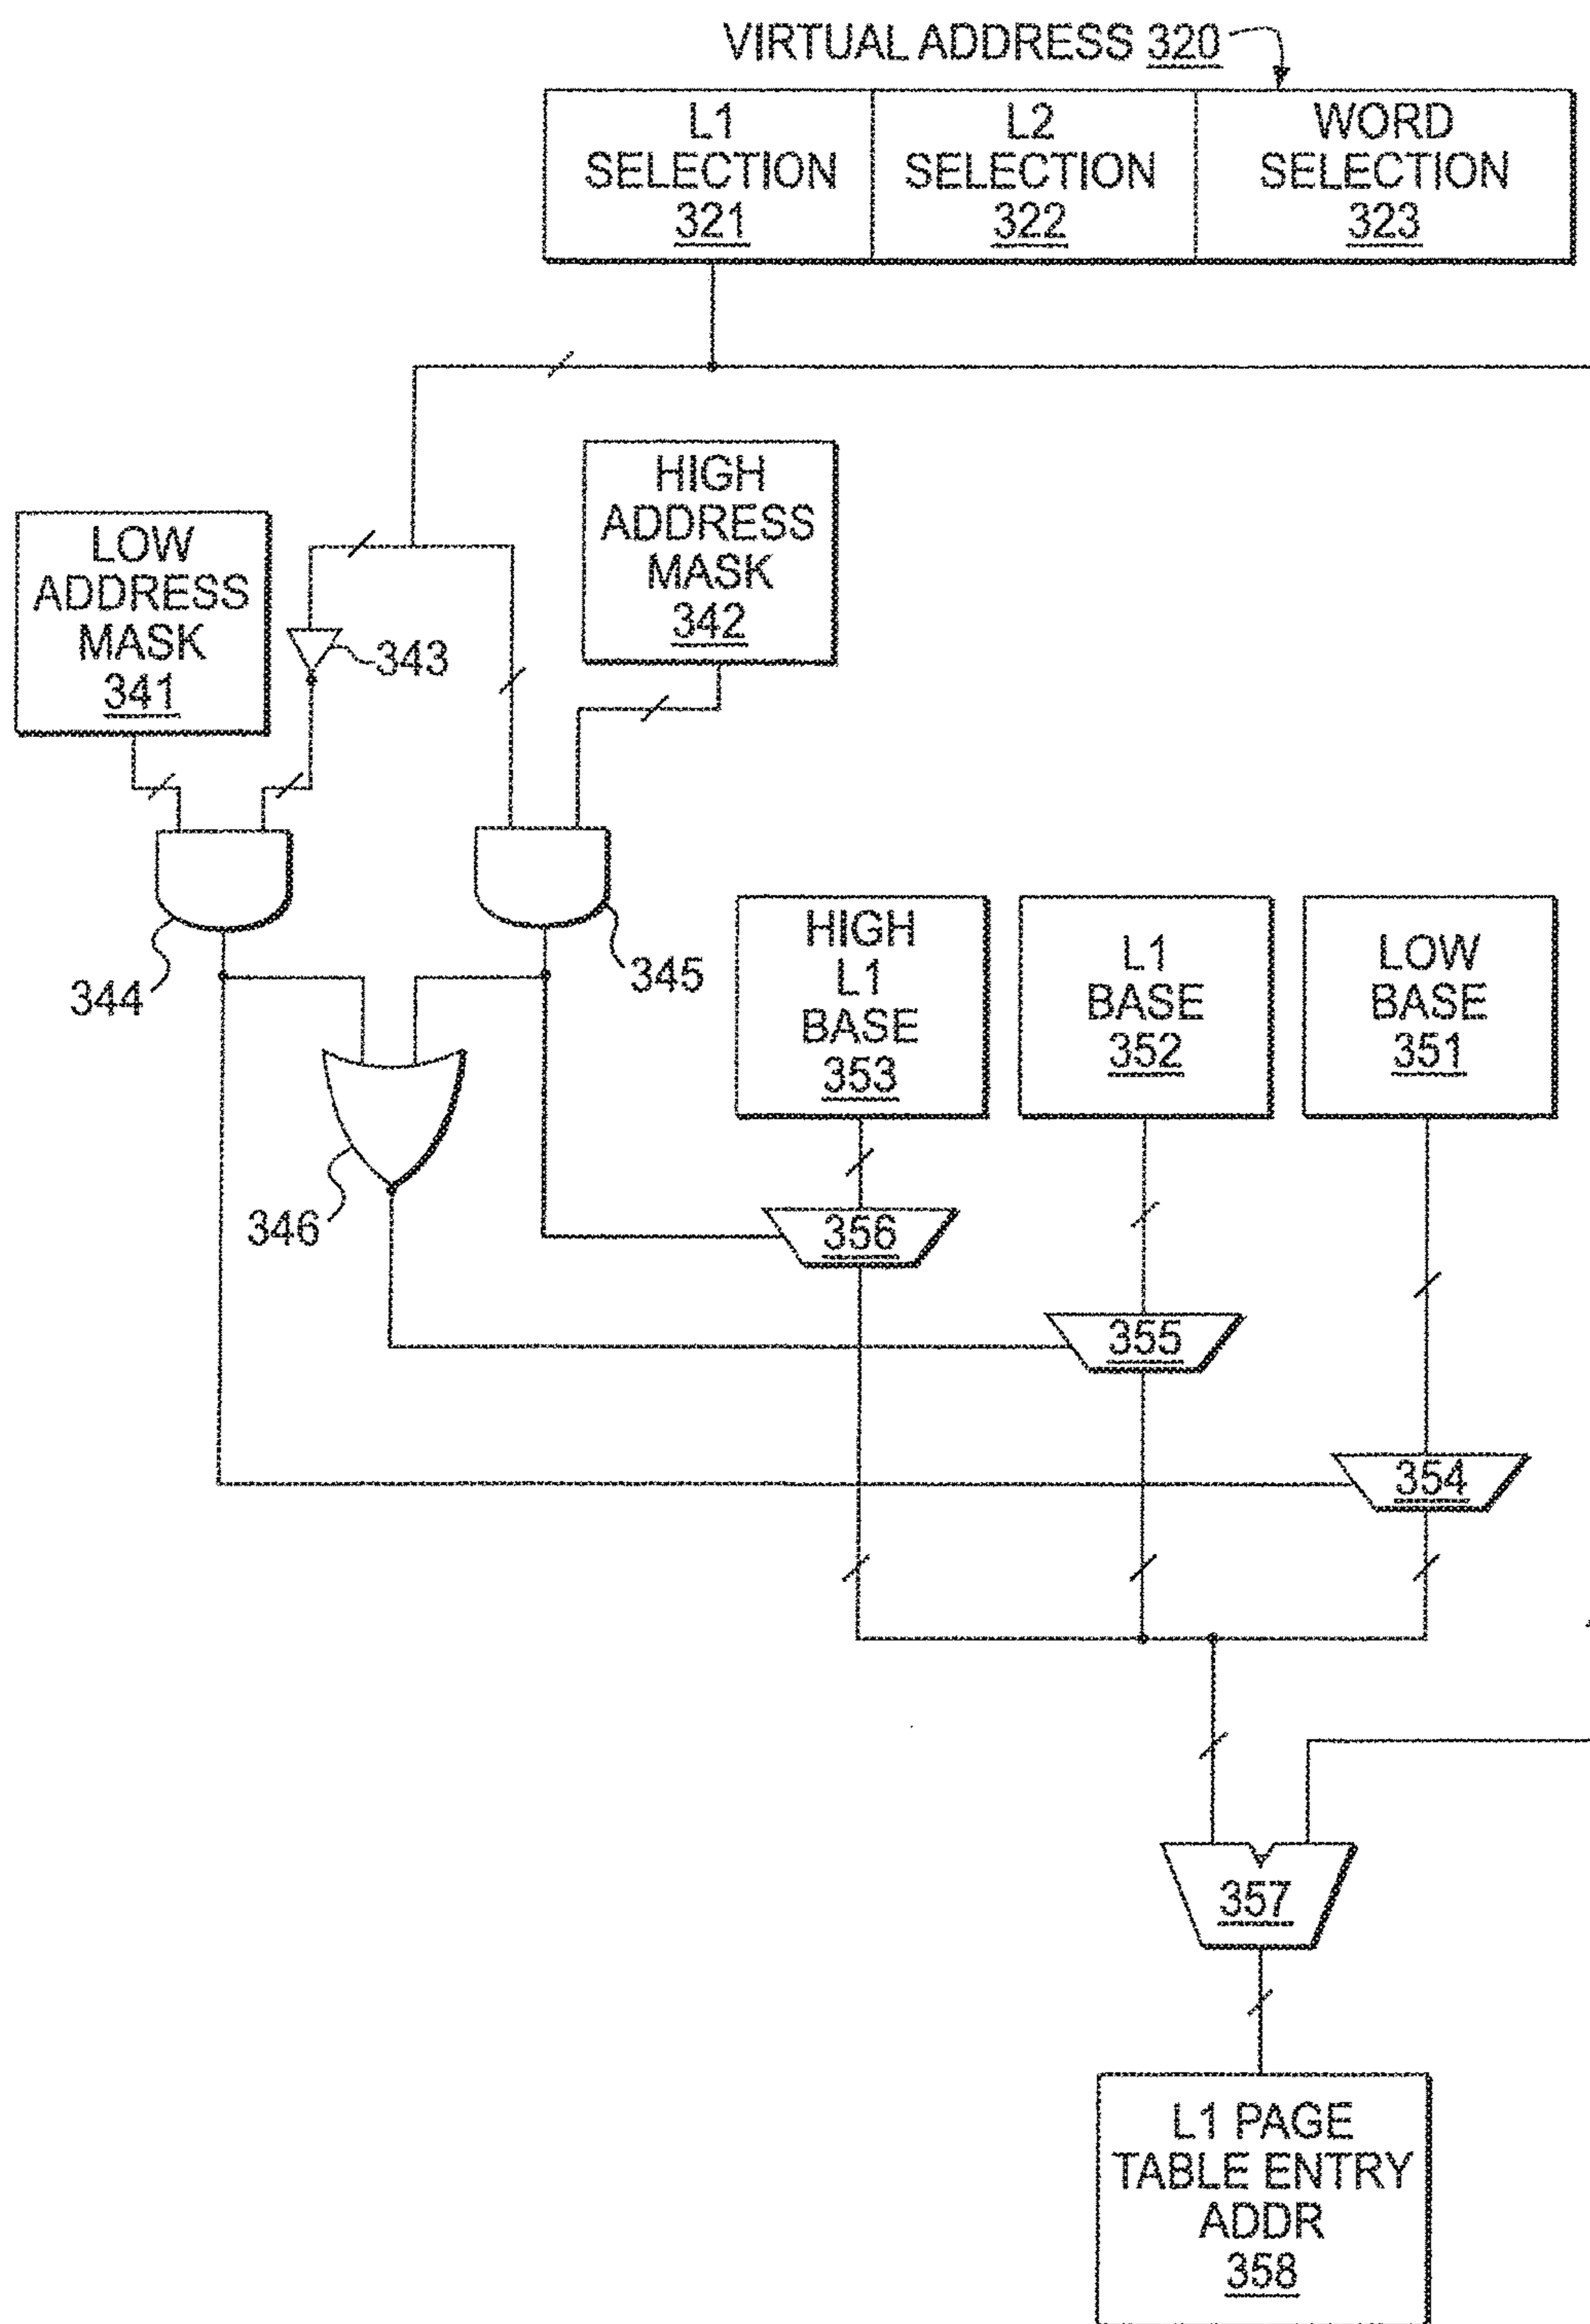 VIRTUAL ADDRESS 320
L1
SELECTION
321
L2
SELECTION
322
WORD
SELECTION
323
LOW
ADDRESS
MASK
341
343
HIGH
ADDRESS
MASK
342
344
345
346
HIGH
L1
BASE
353
L1
BASE
352
LOW
BASE
351
356
355
354
357
L1 PAGE
TABLE ENTRY
ADDR
358